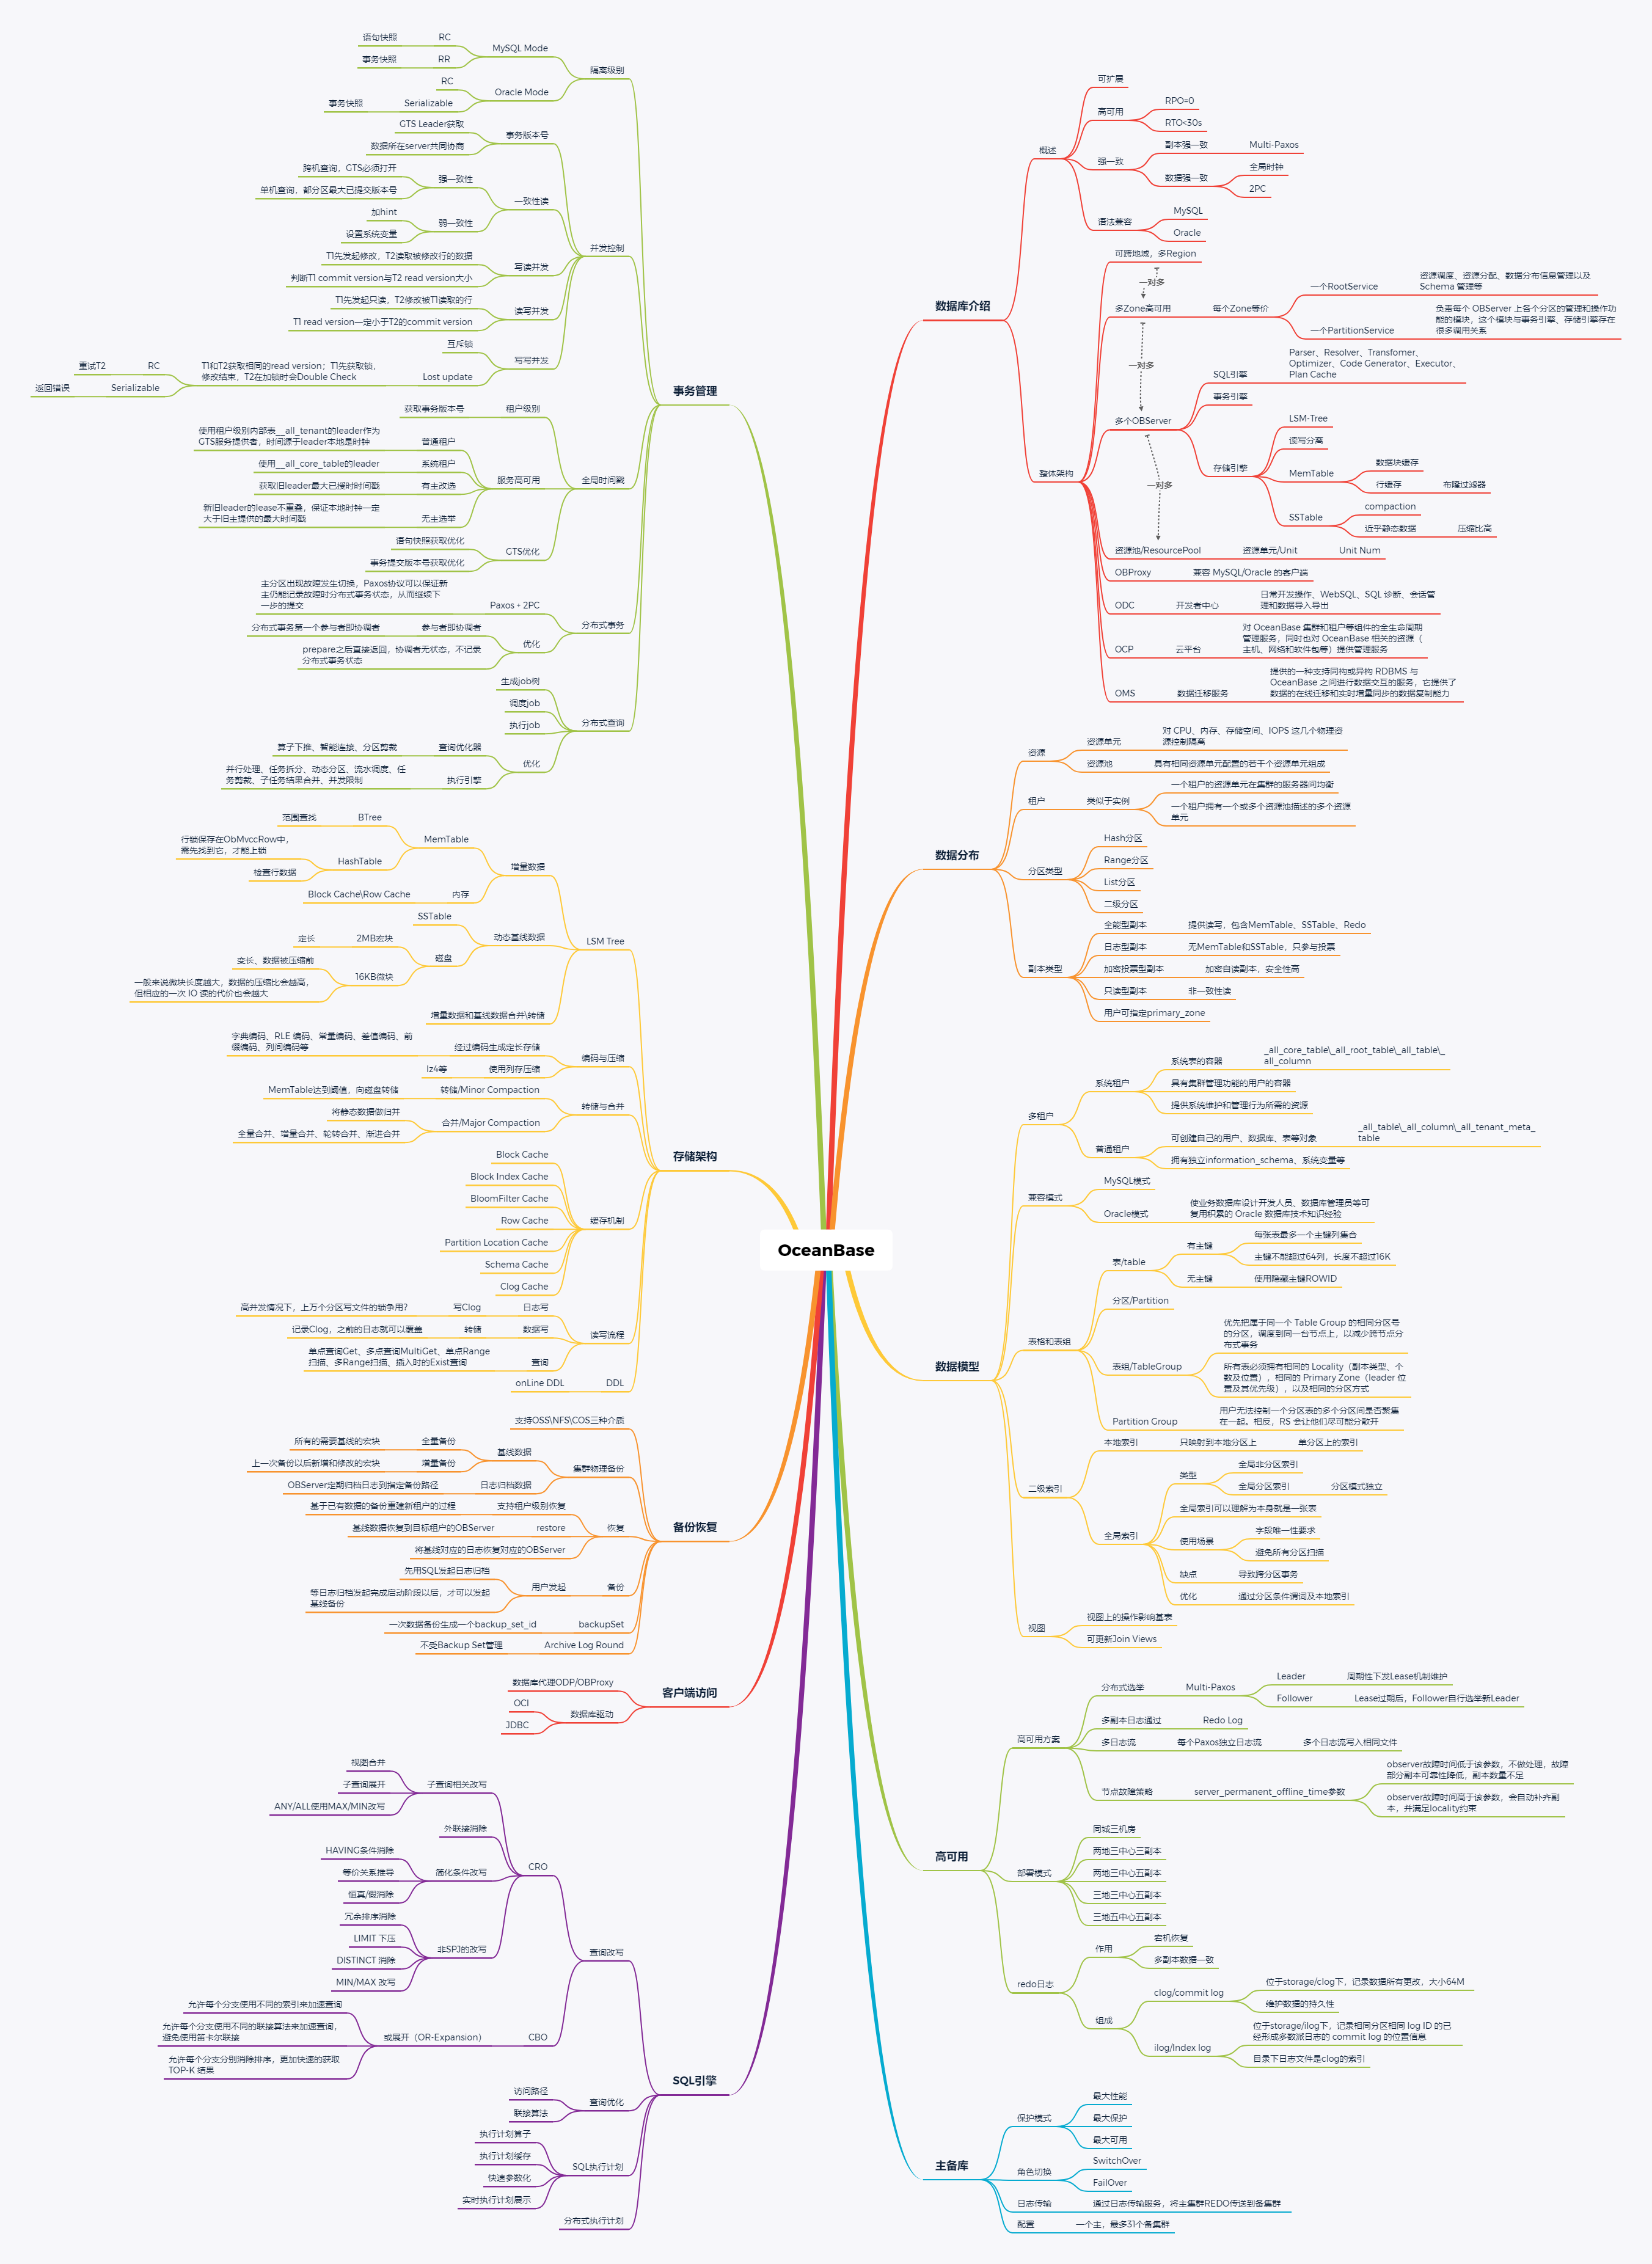 OceanBase
数据库介绍
概述
可扩展
高可用
RPO=0
RTO<30s
强一致
副本强一致
Multi-Paxos
数据强一致
全局时钟
2PC
语法兼容
MySQL
Oracle
整体架构
可跨地域，多Region
一对多
多Zone高可用
每个Zone等价
一个RootService
资源调度、资源分配、数据分布信息管理以及
Schema 管理等
一个PartitionService
负责每个 OBServer 上各个分区的管理和操作功
能的模块，这个模块与事务引擎、存储引擎存在
很多调用关系
一对多
多个OBServer
SQL引擎
Parser、Resolver、Transfomer、
Optimizer、Code Generator、Executor、
Plan Cache
事务引擎
存储引擎
LSM-Tree
读写分离
MemTable
数据块缓存
行缓存
布隆过滤器
SSTable
compaction
近乎静态数据
压缩比高
一对多
资源池/ResourcePool
资源单元/Unit
Unit Num
OBProxy
兼容 MySQL/Oracle 的客户端
ODC
开发者中心
日常开发操作、WebSQL、SQL 诊断、会话管
理和数据导入导出
OCP
云平台
对 OceanBase 集群和租户等组件的全生命周期
管理服务，同时也对 OceanBase 相关的资源（
主机、网络和软件包等）提供管理服务
OMS
数据迁移服务
提供的一种支持同构或异构 RDBMS 与
OceanBase 之间进行数据交互的服务，它提供了
数据的在线迁移和实时增量同步的数据复制能力
数据分布
资源
资源单元
对 CPU、内存、存储空间、IOPS 这几个物理资
源控制隔离
资源池
具有相同资源单元配置的若干个资源单元组成
租户
类似于实例
一个租户的资源单元在集群的服务器间均衡
一个租户拥有一个或多个资源池描述的多个资源
单元
分区类型
Hash分区
Range分区
List分区
二级分区
副本类型
全能型副本
提供读写，包含MemTable、SSTable、Redo
日志型副本
无MemTable和SSTable，只参与投票
加密投票型副本
加密自读副本，安全性高
只读型副本
非一致性读
用户可指定primary_zone
数据模型
多租户
系统租户
系统表的容器
_all_core_table\_all_root_table\_all_table\_
all_column
具有集群管理功能的用户的容器
提供系统维护和管理行为所需的资源
普通租户
可创建自己的用户、数据库、表等对象
_all_table\_all_column\_all_tenant_meta_
table
拥有独立information_schema、系统变量等
兼容模式
MySQL模式
Oracle模式
使业务数据库设计开发人员、数据库管理员等可
复用积累的 Oracle 数据库技术知识经验
表格和表组
表/table
有主键
每张表最多一个主键列集合
主键不能超过64列，长度不超过16K
无主键
使用隐藏主键ROWID
分区/Partition
表组/TableGroup
优先把属于同一个 Table Group 的相同分区号
的分区，调度到同一台节点上，以减少跨节点分
布式事务
所有表必须拥有相同的 Locality（副本类型、个
数及位置），相同的 Primary Zone（leader 位
置及其优先级），以及相同的分区方式
Partition Group
用户无法控制一个分区表的多个分区间是否聚集
在一起。相反，RS 会让他们尽可能分散开
二级索引
本地索引
只映射到本地分区上
单分区上的索引
全局索引
类型
全局非分区索引
全局分区索引
分区模式独立
全局索引可以理解为本身就是一张表
使用场景
字段唯一性要求
避免所有分区扫描
缺点
导致跨分区事务
优化
通过分区条件谓词及本地索引
视图
视图上的操作影响基表
可更新Join Views
高可用
高可用方案
分布式选举
Multi-Paxos
Leader
周期性下发Lease机制维护
Follower
Lease过期后，Follower自行选举新Leader
多副本日志通过
Redo Log
多日志流
每个Paxos独立日志流
多个日志流写入相同文件
节点故障策略
server_permanent_offline_time参数
observer故障时间低于该参数，不做处理，故障
部分副本可靠性降低，副本数量不足
observer故障时间高于该参数，会自动补齐副
本，并满足locality约束
部署模式
同城三机房
两地三中心三副本
两地三中心五副本
三地三中心五副本
三地五中心五副本
redo日志
作用
宕机恢复
多副本数据一致
组成
clog/commit log
位于storage/clog下，记录数据所有更改，大小64M
维护数据的持久性
ilog/Index log
位于storage/ilog下，记录相同分区相同 log ID 的已
经形成多数派日志的 commit log 的位置信息
目录下日志文件是clog的索引
主备库
保护模式
最大性能
最大保护
最大可用
角色切换
SwitchOver
FailOver
日志传输
通过日志传输服务，将主集群REDO传送到备集群
配置
一个主，最多31个备集群
事务管理
隔离级别
MySQL Mode
RC
语句快照
RR
事务快照
Oracle Mode
RC
Serializable
事务快照
并发控制
事务版本号
GTS Leader获取
数据所在server共同协商
一致性读
强一致性
跨机查询，GTS必须打开
单机查询，都分区最大已提交版本号
弱一致性
加hint
设置系统变量
写读并发
T1先发起修改，T2读取被修改行的数据
判断T1 commit version与T2 read version大小
读写并发
T1先发起只读，T2修改被T1读取的行
T1 read version一定小于T2的commit version
写写并发
互斥锁
Lost update
T1和T2获取相同的read version；T1先获取锁，
修改结束，T2在加锁时会Double Check
RC
重试T2
Serializable
返回错误
全局时间戳
租户级别
获取事务版本号
服务高可用
普通租户
使用租户级别内部表__all_tenant的leader作为
GTS服务提供者，时间源于leader本地是时钟
系统租户
使用__all_core_table的leader
有主改选
获取旧leader最大已授时时间戳
无主选举
新旧leader的lease不重叠，保证本地时钟一定
大于旧主提供的最大时间戳
GTS优化
语句快照获取优化
事务提交版本号获取优化
分布式事务
Paxos + 2PC
主分区出现故障发生切换，Paxos协议可以保证新
主仍能记录故障时分布式事务状态，从而继续下
一步的提交
优化
参与者即协调者
分布式事务第一个参与者即协调者
prepare之后直接返回，协调者无状态，不记录
分布式事务状态
分布式查询
生成job树
调度job
执行job
优化
查询优化器
算子下推、智能连接、分区剪裁
执行引擎
并行处理、任务拆分、动态分区、流水调度、任
务剪裁、子任务结果合并、并发限制
存储架构
LSM Tree
增量数据
MemTable
BTree
范围查找
HashTable
行锁保存在ObMvccRow中，
需先找到它，才能上锁
检查行数据
内存
Block Cache\Row Cache
动态基线数据
SSTable
磁盘
2MB宏块
定长
16KB微块
变长、数据被压缩前
一般来说微块长度越大，数据的压缩比会越高，
但相应的一次 IO 读的代价也会越大
增量数据和基线数据合并\转储
编码与压缩
经过编码生成定长存储
字典编码、RLE 编码、常量编码、差值编码、前
缀编码、列间编码等
使用列存压缩
lz4等
转储与合并
转储/Minor Compaction
MemTable达到阈值，向磁盘转储
合并/Major Compaction
将静态数据做归并
全量合并、增量合并、轮转合并、渐进合并
缓存机制
Block Cache
Block Index Cache
BloomFilter Cache
Row Cache
Partition Location Cache
Schema Cache
Clog Cache
读写流程
日志写
写Clog
高并发情况下，上万个分区写文件的锁争用？
数据写
转储
记录Clog，之前的日志就可以覆盖
查询
单点查询Get、多点查询MultiGet、单点Range
扫描、多Range扫描、插入时的Exist查询
DDL
onLine DDL
备份恢复
支持OSS\NFS\COS三种介质
集群物理备份
基线数据
全量备份
所有的需要基线的宏块
增量备份
上一次备份以后新增和修改的宏块
日志归档数据
OBServer定期归档日志到指定备份路径
恢复
支持租户级别恢复
基于已有数据的备份重建新租户的过程
restore
基线数据恢复到目标租户的OBServer
将基线对应的日志恢复对应的OBServer
备份
用户发起
先用SQL发起日志归档
等日志归档发起完成启动阶段以后，才可以发起
基线备份
backupSet
一次数据备份生成一个backup_set_id
Archive Log Round
不受Backup Set管理
客户端访问
数据库代理ODP/OBProxy
数据库驱动
OCI
JDBC
SQL引擎
查询改写
CRO
子查询相关改写
视图合并
子查询展开
ANY/ALL使用MAX/MIN改写
外联接消除
简化条件改写
HAVING条件消除
等价关系推导
恒真/假消除
非SPJ的改写
冗余排序消除
LIMIT 下压
DISTINCT 消除
MIN/MAX 改写
CBO
或展开（OR-Expansion）
允许每个分支使用不同的索引来加速查询
允许每个分支使用不同的联接算法来加速查询，
避免使用笛卡尔联接
允许每个分支分别消除排序，更加快速的获取
TOP-K 结果
查询优化
访问路径
联接算法
SQL执行计划
执行计划算子
执行计划缓存
快速参数化
实时执行计划展示
分布式执行计划